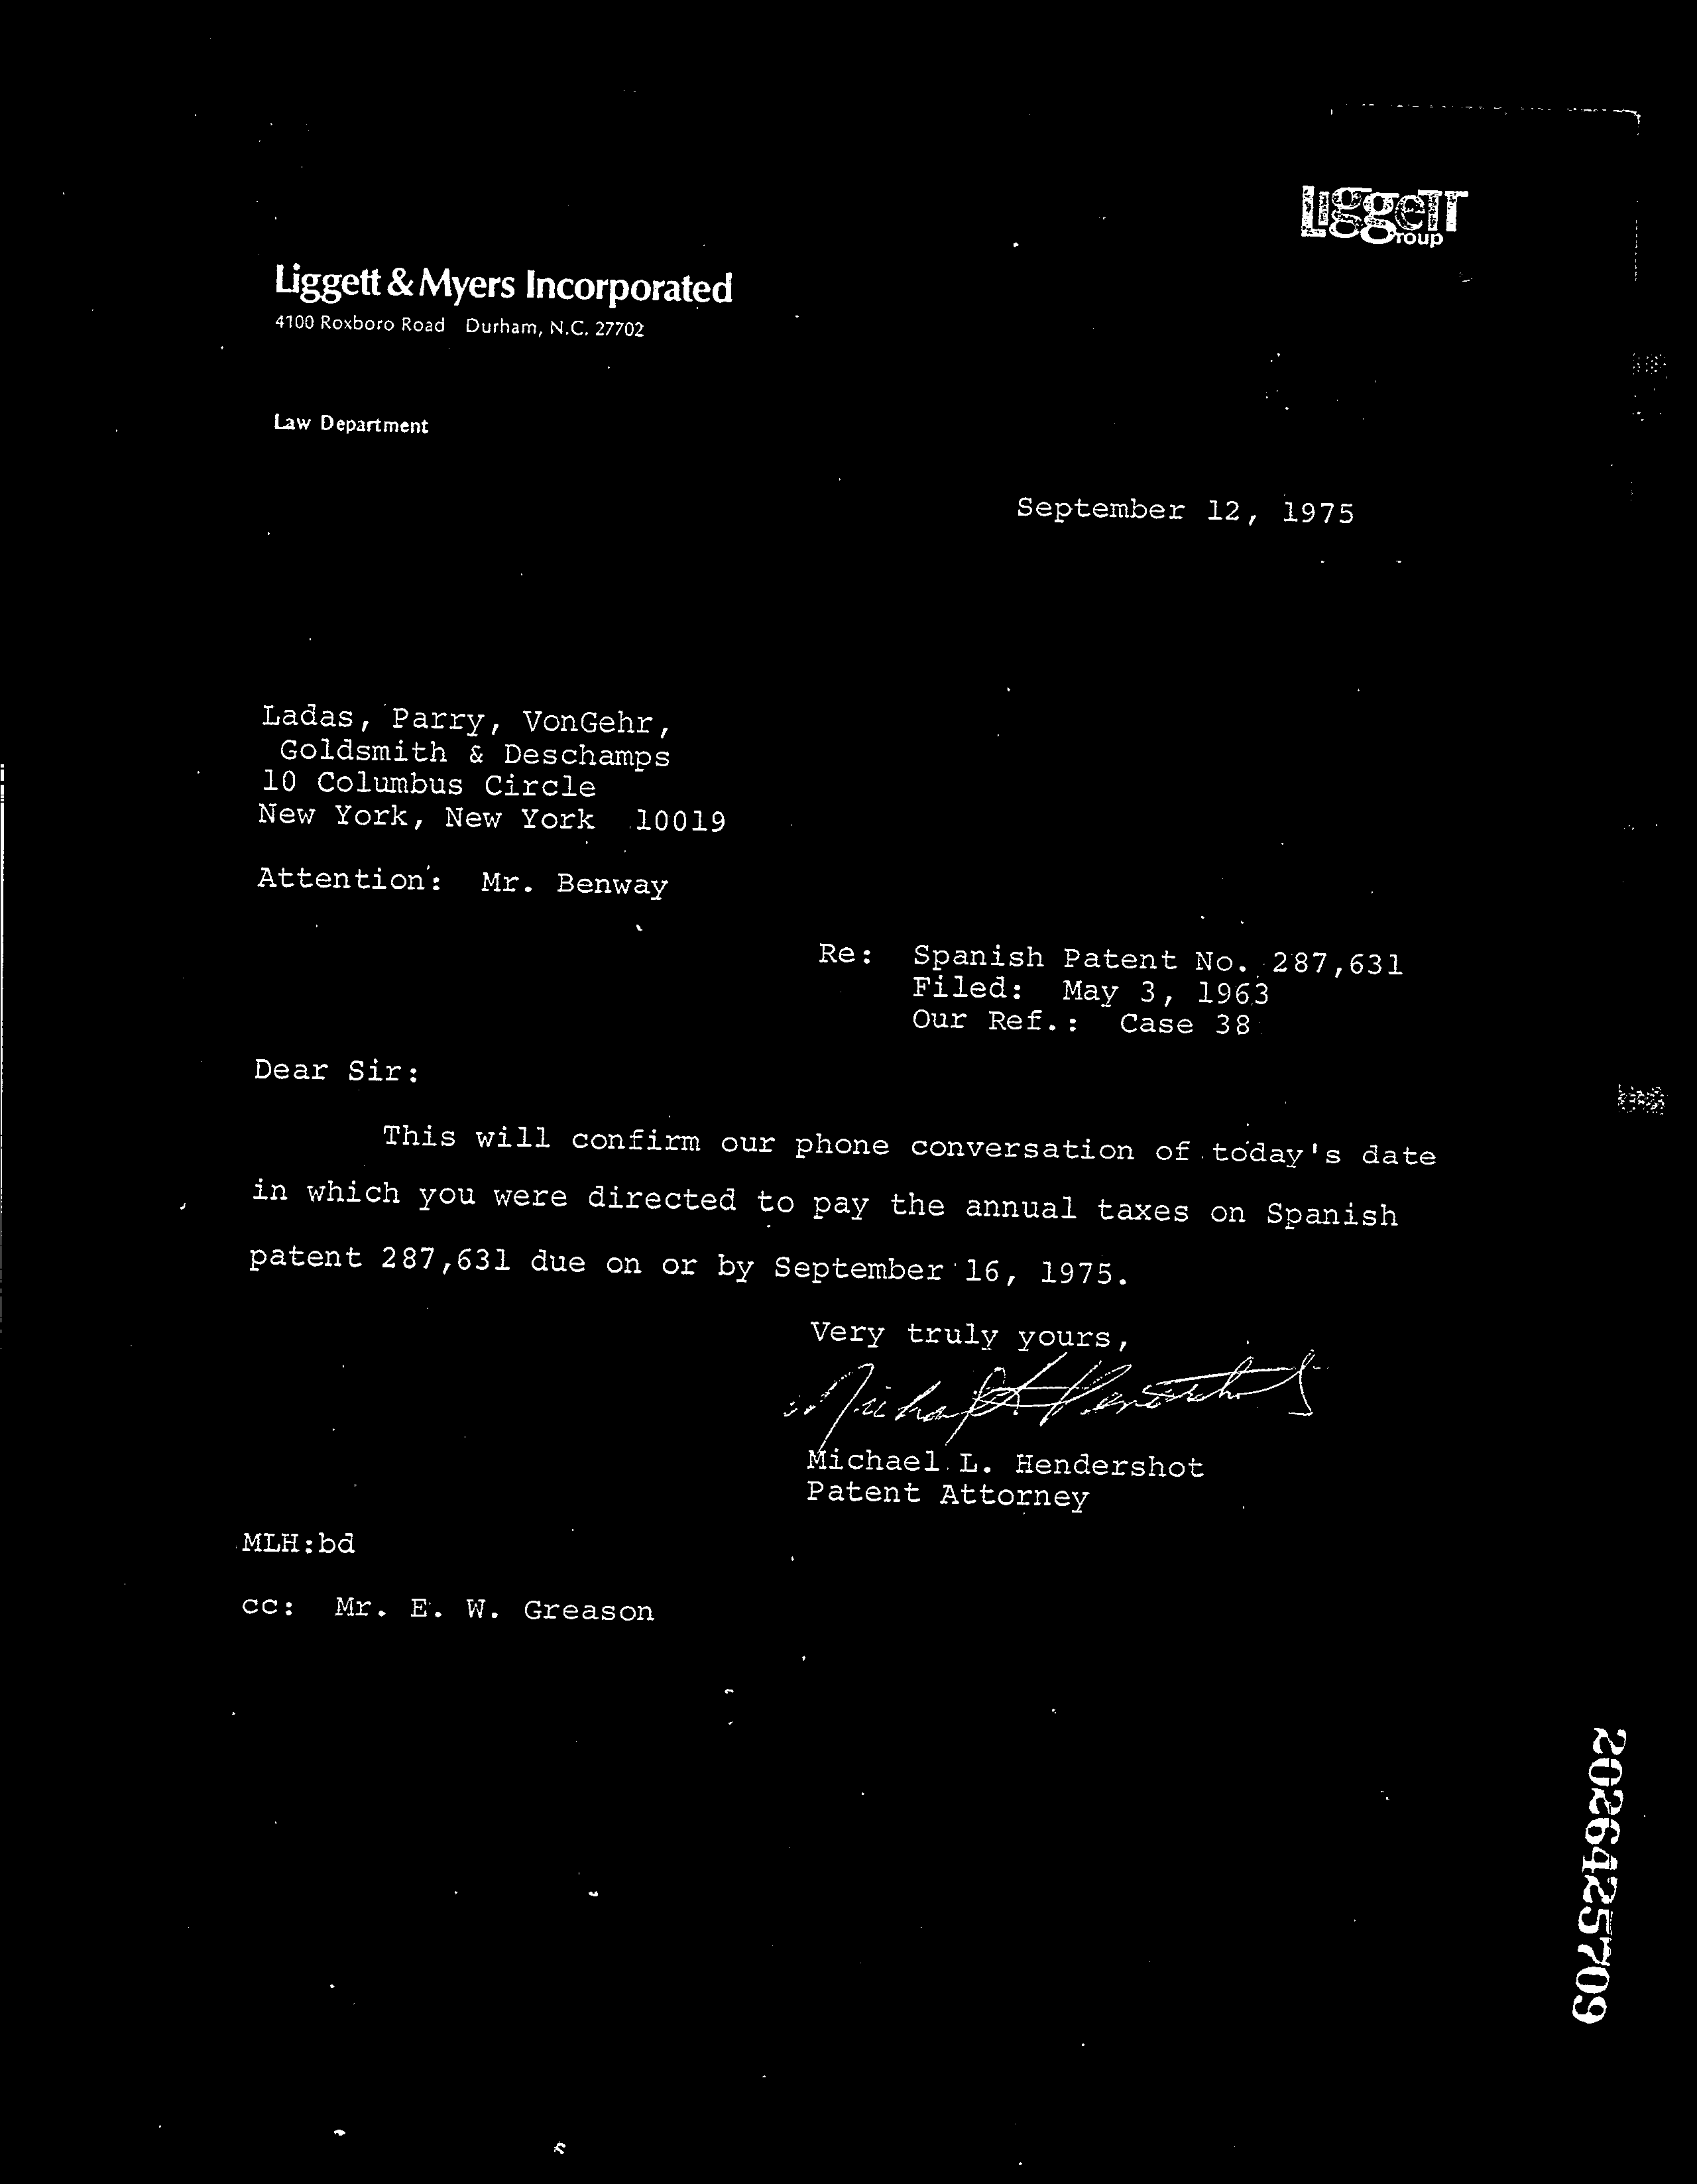 Liggett
Group
Liggett & Myers Incorporated
4100 Roxboro Road Durham, N.C. 27702
Law Department
September 12, 1975
Ladas, Parry, VonGehr,
Goldsmith & Deschamps
10 Columbus Circle
New York, New York 10019
Attention: Mr. Benway
Re: Spanish Patent No. 287,631
Filed: May 3, 1963
Our Ref.: Case 38
Dear Sir:
This will confirm our phone conversation of today's date
in which you were directed to pay the annual taxes on Spanish
patent 287,631 due on or by September 16, 1975.
Very truly yours,
Michael L. Hendershot
Michael L. Hendershot
Patent Attorney
MLH:bd
cc: Mr. E. W. Greason
2026425709